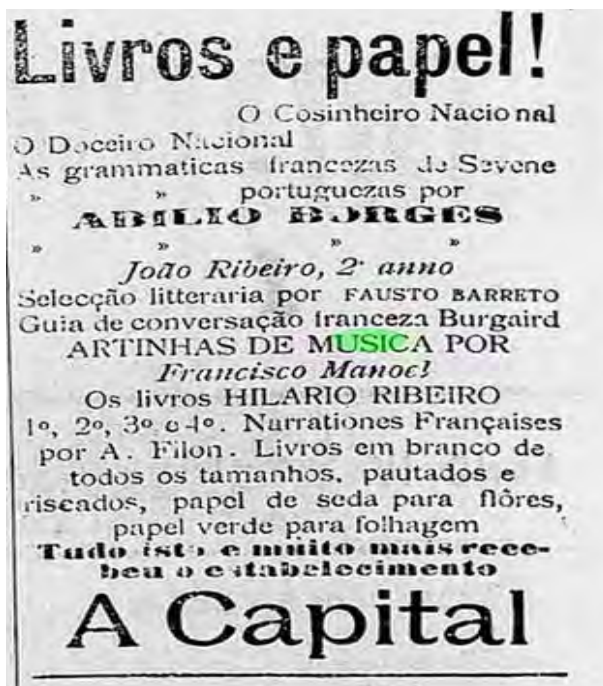 Livros e papel!
O Cosinheiro Nacional
O Doceiro Nacional
As grammaticas francezas de Sevene
» » portuguezas por
ABILIO BORGES
» » » »
João Ribeiro, 2º anno
Selecção litteraria por FAUSTO BARRETO
Guia de conversação franceza Burgaird
ARTINHAS DE MUSICA POR
Francisco Manoel
Os livros HILARIO RIBEIRO
1º, 2º, 3º e 4º. Narrationes Françaises
por A. Filon. Livros em branco de
todos os tamanhos, pautados e
riscados, papel de seda para flôres,
papel verde para folhagem
Tudo isto e muito mais rece-
beu o estabelecimento
A Capital